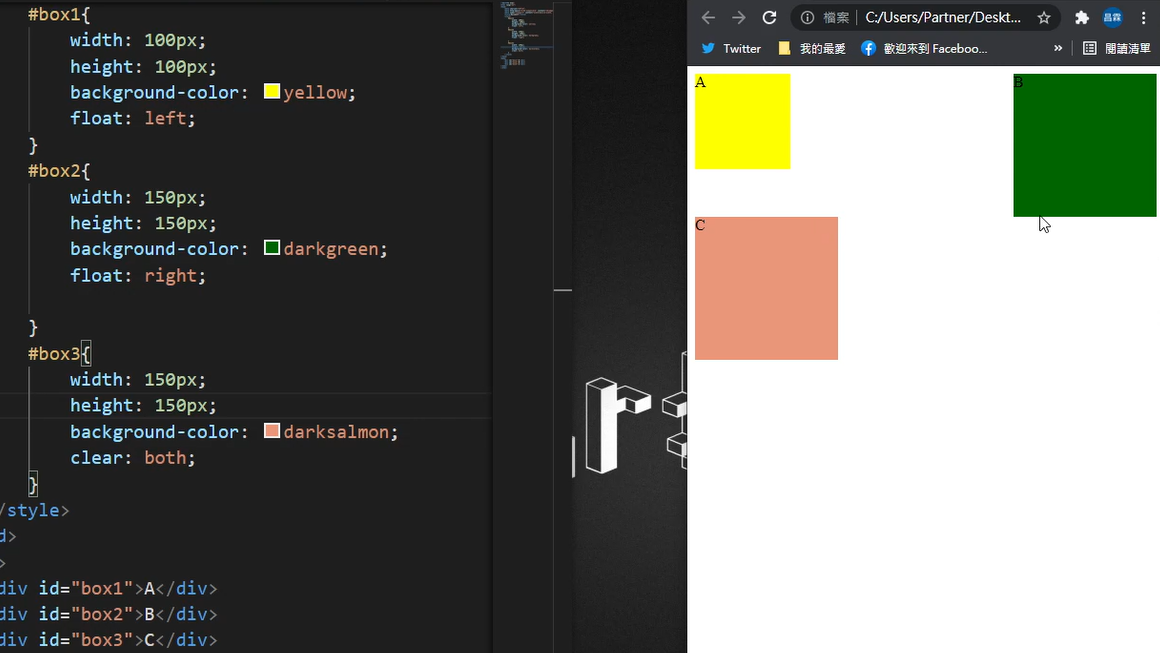 #box1{
width: 100px;
height: 100px;
background-color: yellow;
float: left;
}
#box2{
width: 150px;
height: 150px;
background-color: darkgreen;
float: right;
}
#box3{
width: 150px;
height: 150px;
background-color: darksalmon;
clear: both;
}
/style>
d>
>
div id="box1">A</div>
div id="box2">B</div>
div id="box3">C</div>
檔案 C:/Users/Partner/Deskt... 昌霖
Twitter 我的最愛 歡迎來到 Faceboo... » 閱讀清單
A B
C